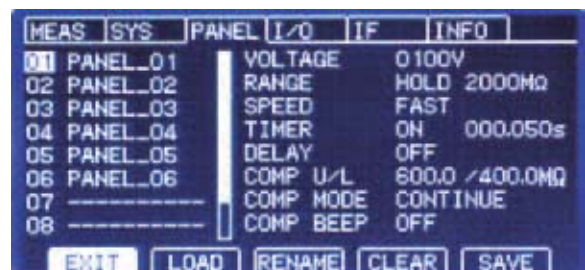 MEAS SYS PANEL I/O IF INFO
01 PANEL_01 VOLTAGE 0100V
02 PANEL_02 RANGE HOLD 2000MΩ
03 PANEL_03 SPEED FAST
04 PANEL_04 TIMER ON 000.050s
05 PANEL_05 DELAY OFF
06 PANEL_06 COMP U/L 600.0 /400.0MΩ
07 ---------- COMP MODE CONTINUE
08 ---------- COMP BEEP OFF
EXIT LOAD RENAME CLEAR SAVE